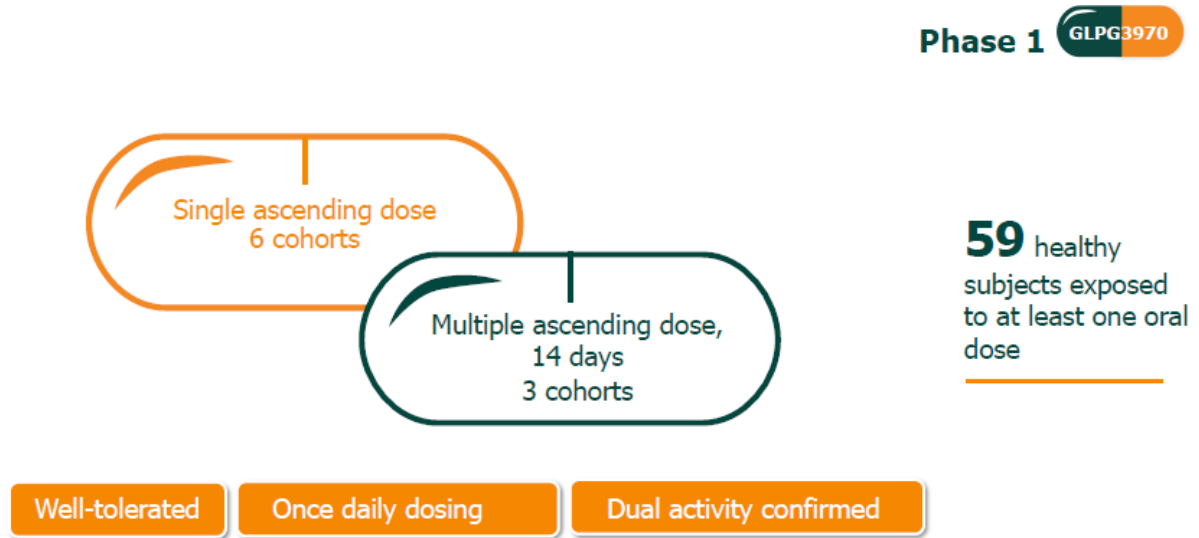 Phase 1
GLPG3970
Single ascending dose
6 cohorts
Multiple ascending dose,
14 days
3 cohorts
59 healthy
subjects exposed
to at least one oral
dose
Well-tolerated
Once daily dosing
Dual activity confirmed